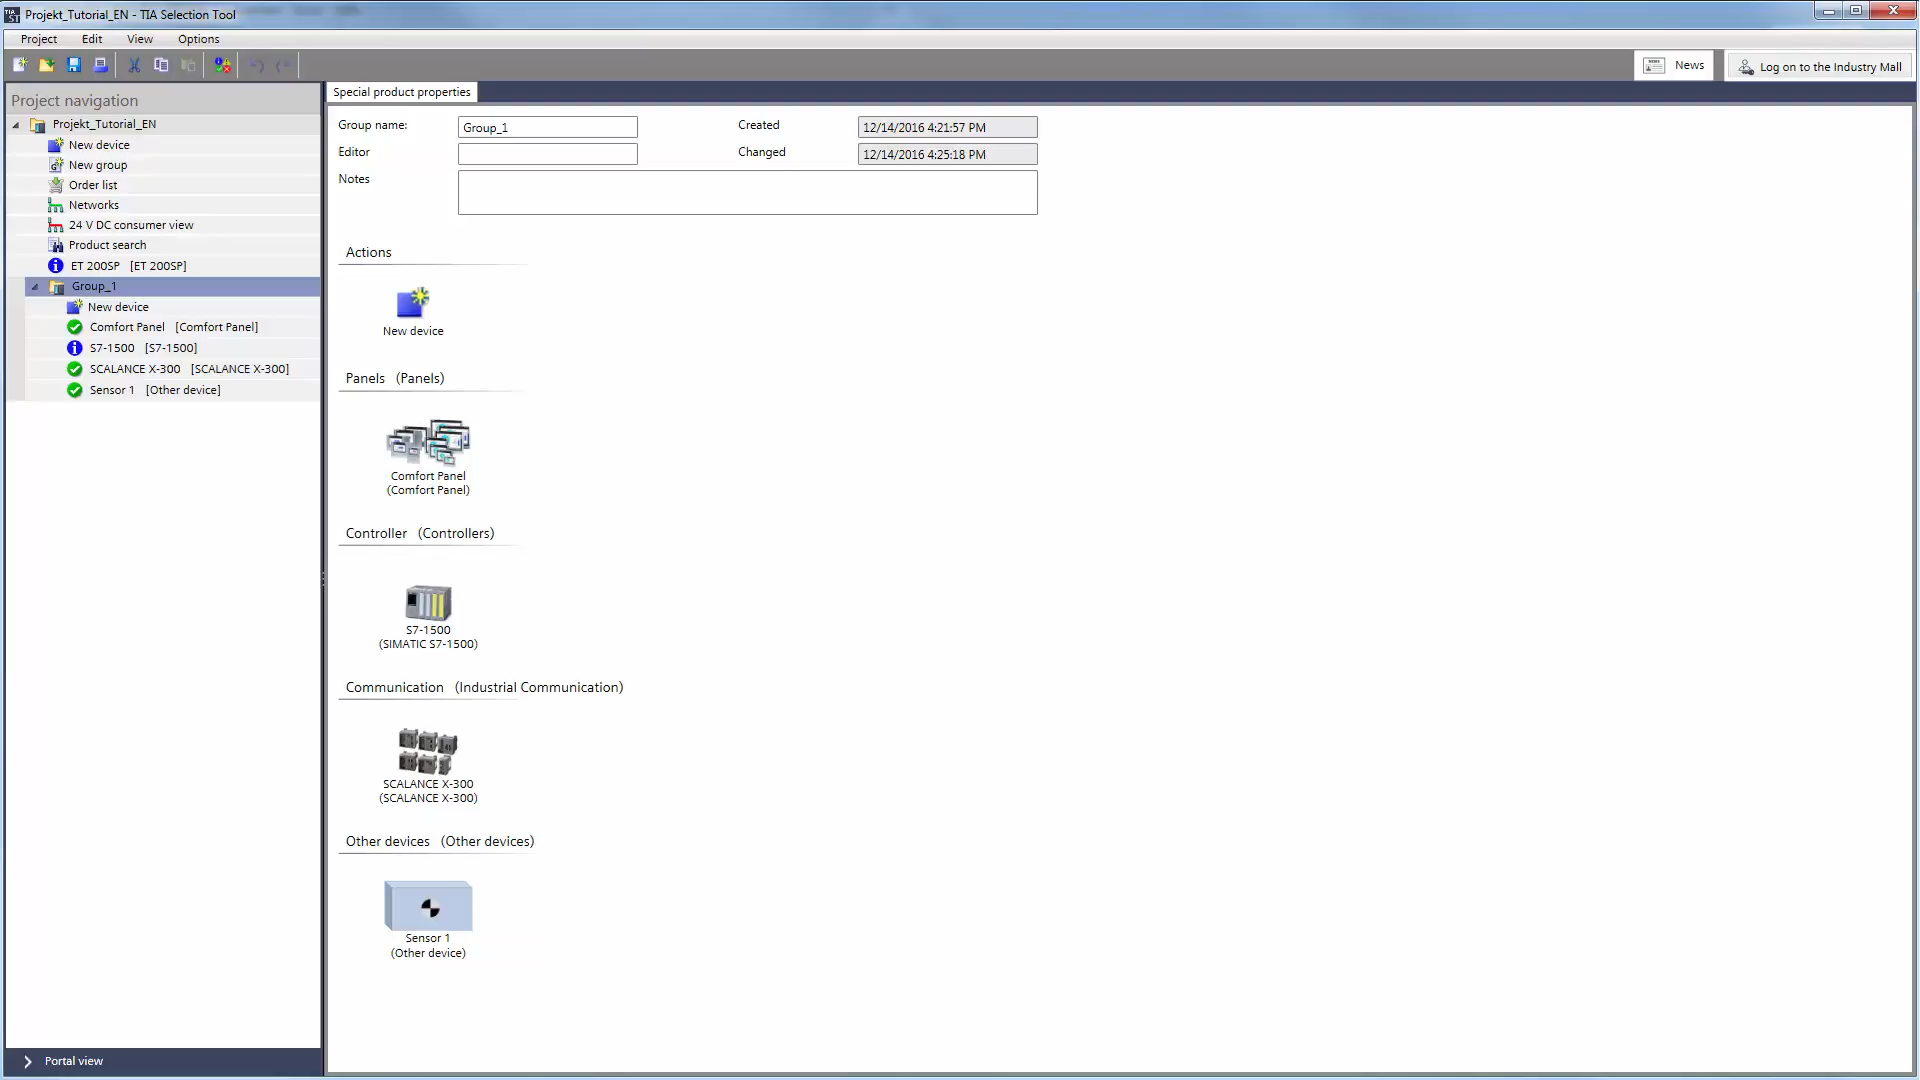 Projekt_Tutorial_EN - TIA Selection Tool
Project Edit View Options
News
Log on to the Industry Mall
Project navigation
Projekt_Tutorial_EN
New device
New group
Order list
Networks
24 V DC consumer view
Product search
ET 200SP [ET 200SP]
Group_1
New device
Comfort Panel [Comfort Panel]
S7-1500 [S7-1500]
SCALANCE X-300 [SCALANCE X-300]
Sensor 1 [Other device]
Portal view
Special product properties
Group name: Group_1 Created 12/14/2016 4:21:57 PM
Editor Changed 12/14/2016 4:25:18 PM
Notes
Actions
New device
Panels (Panels)
Comfort Panel
(Comfort Panel)
Controller (Controllers)
S7-1500
(SIMATIC S7-1500)
Communication (Industrial Communication)
SCALANCE X-300
(SCALANCE X-300)
Other devices (Other devices)
Sensor 1
(Other device)